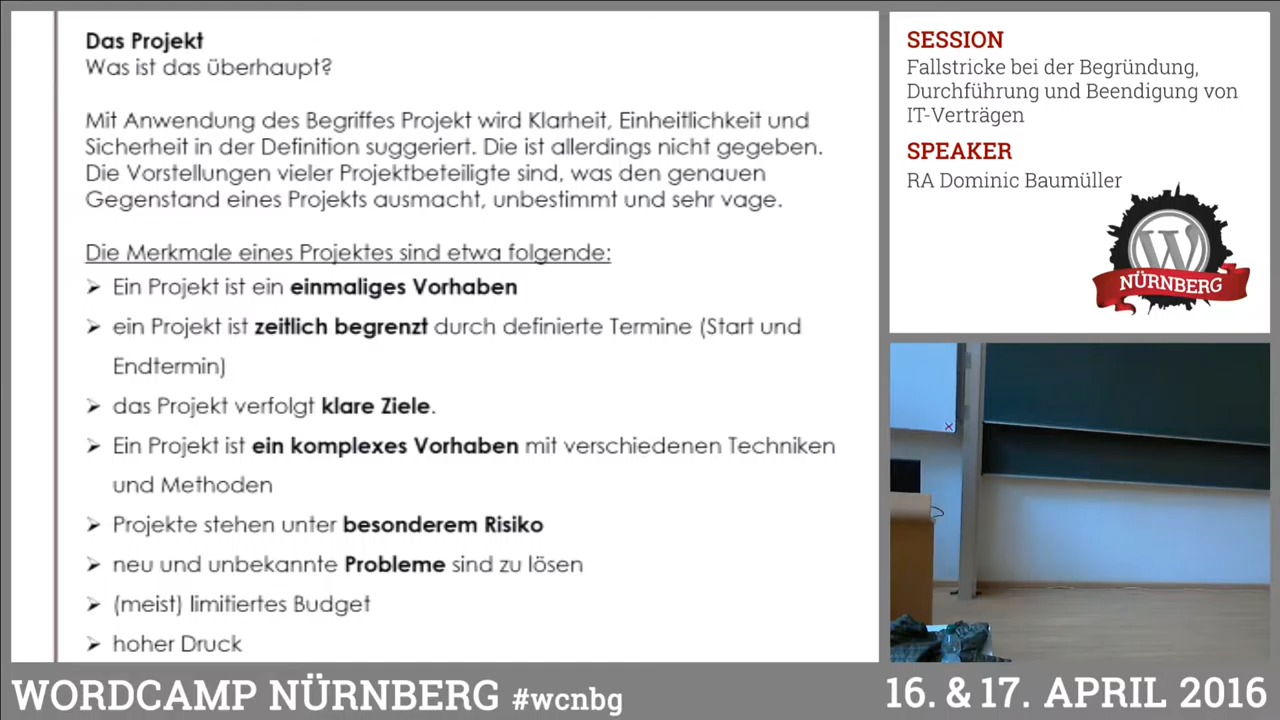 Das Projekt
Was ist das überhaupt?
Mit Anwendung des Begriffes Projekt wird Klarheit, Einheitlichkeit und
Sicherheit in der Definition suggeriert. Die ist allerdings nicht gegeben.
Die Vorstellungen vieler Projektbeteiligte sind, was den genauen
Gegenstand eines Projekts ausmacht, unbestimmt und sehr vage.
Die Merkmale eines Projektes sind etwa folgende:
➢ Ein Projekt ist ein einmaliges Vorhaben
➢ ein Projekt ist zeitlich begrenzt durch definierte Termine (Start und
Endtermin)
➢ das Projekt verfolgt klare Ziele.
➢ Ein Projekt ist ein komplexes Vorhaben mit verschiedenen Techniken
und Methoden
➢ Projekte stehen unter besonderem Risiko
➢ neu und unbekannte Probleme sind zu lösen
➢ (meist) limitiertes Budget
➢ hoher Druck
SESSION
Fallstricke bei der Begründung,
Durchführung und Beendigung von
IT-Verträgen
SPEAKER
RA Dominic Baumüller
W
NÜRNBERG
WORDCAMP NÜRNBERG #wcnbg
16. & 17. APRIL 2016